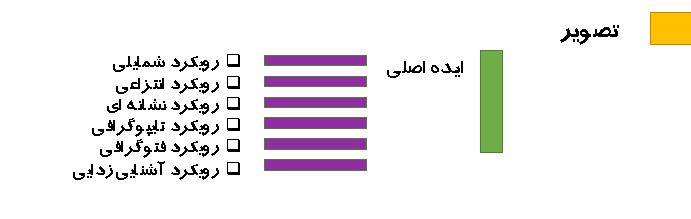 تصویر
ایده اصلی
رویکرد شمایلی
رویکرد انتزاعی
رویکرد نشانه ای
رویکرد تایپوگرافی
رویکرد فتوگرافی
رویکرد آشنایی زدایی